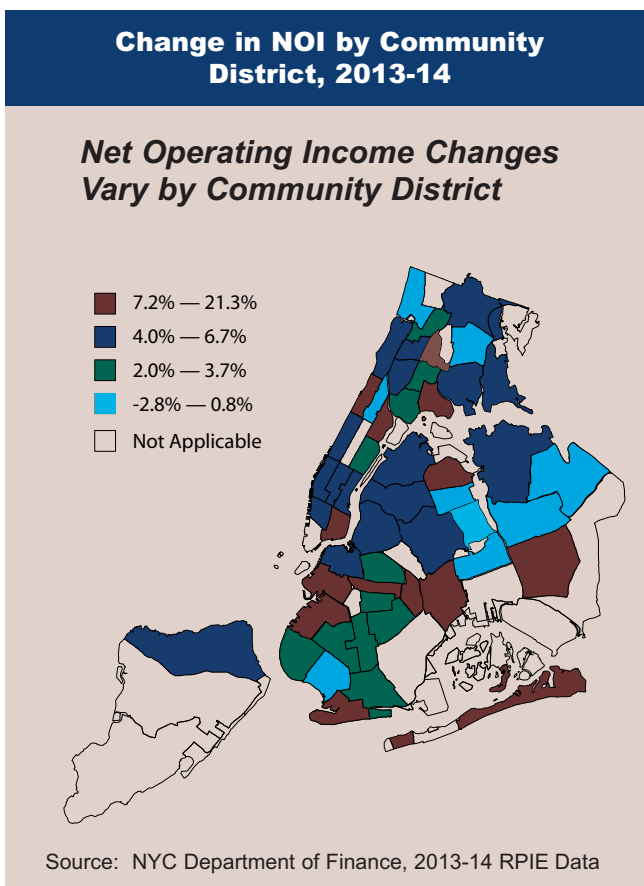 Change in NOI by Community
District, 2013-14
Net Operating Income Changes
Vary by Community District
7.2% — 21.3%
4.0% — 6.7%
2.0% — 3.7%
-2.8% — 0.8%
Not Applicable
Source: NYC Department of Finance, 2013-14 RPIE Data